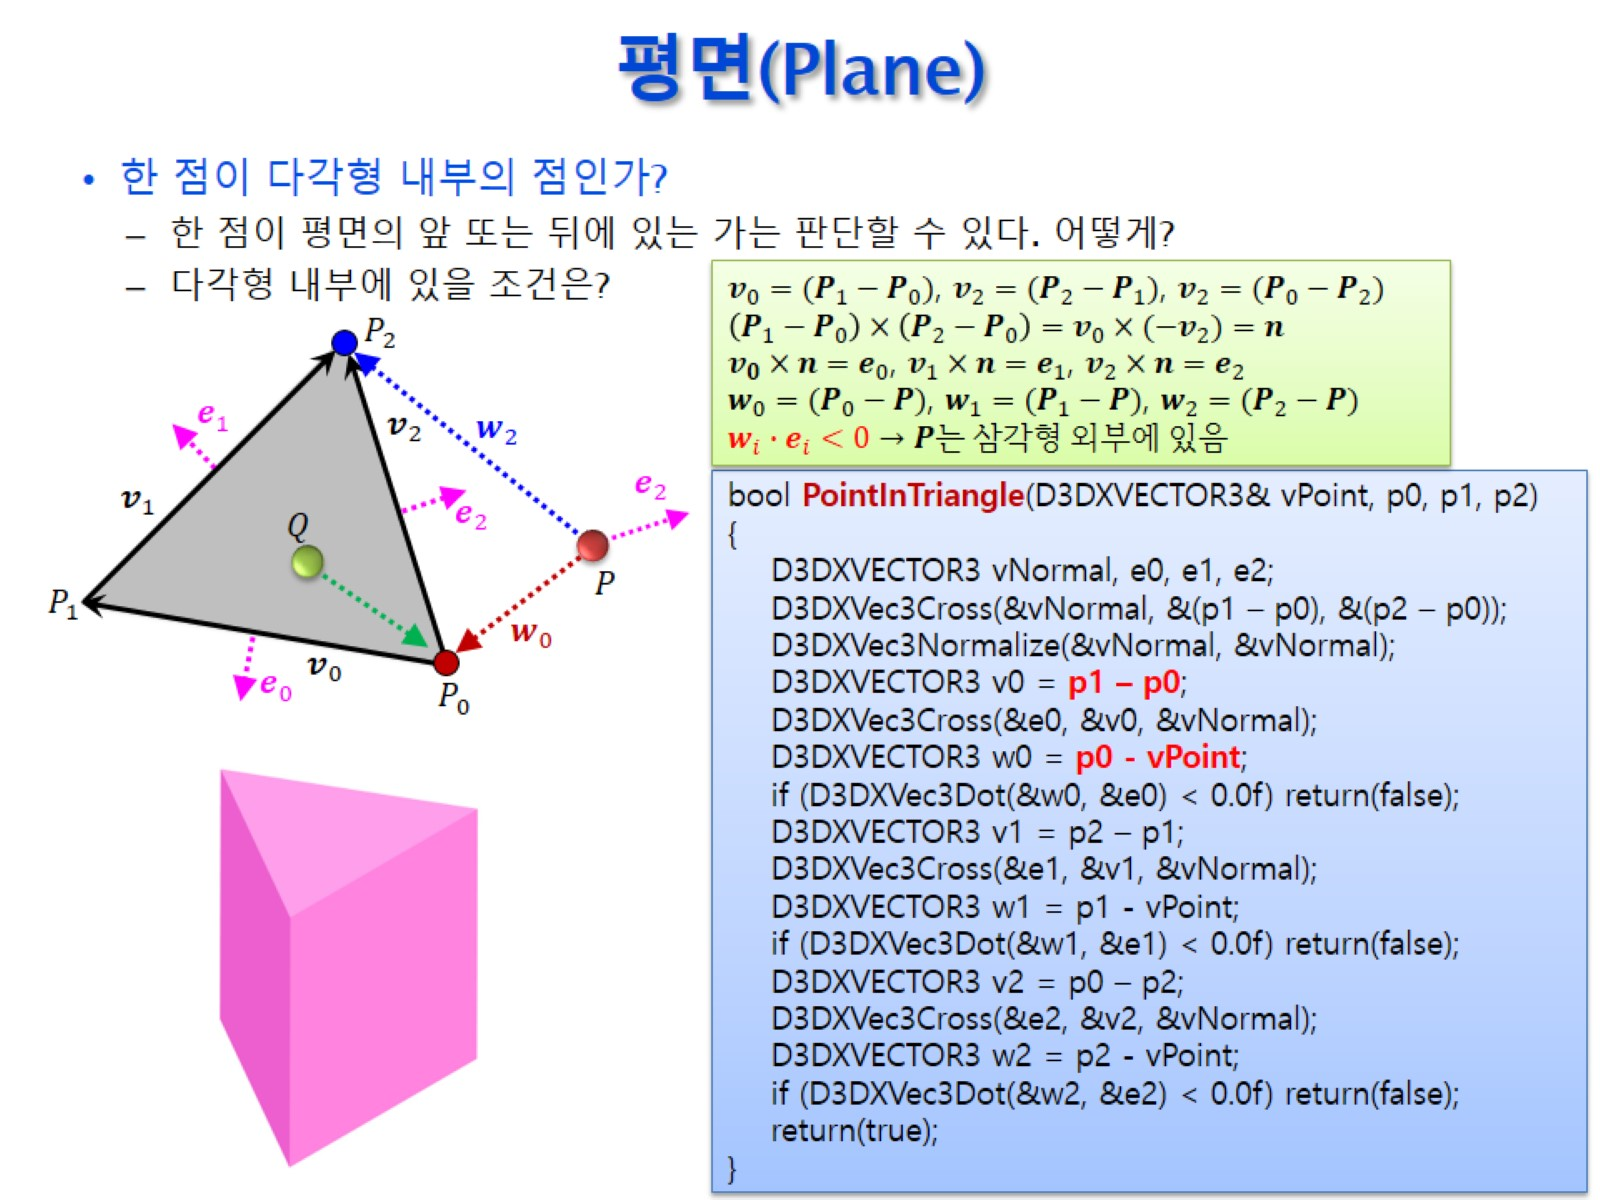 평면(Plane)
• 한 점이 다각형 내부의 점인가?
– 한 점이 평면의 앞 또는 뒤에 있는 가는 판단할 수 있다. 어떻게?
– 다각형 내부에 있을 조건은?
v₀ = (P₁ − P₀), v₂ = (P₂ − P₁), v₂ = (P₀ − P₂)
(P₁ − P₀) × (P₂ − P₀) = v₀ × (−v₂) = n
v₀ × n = e₀, v₁ × n = e₁, v₂ × n = e₂
w₀ = (P₀ − P), w₁ = (P₁ − P), w₂ = (P₂ − P)
wᵢ · eᵢ < 0 → P는 삼각형 외부에 있음
P₂
e₁
v₂
w₂
v₁
e₂
e₂
Q
P
P₁
w₀
v₀
e₀
P₀
bool PointInTriangle(D3DXVECTOR3& vPoint, p0, p1, p2)
{
D3DXVECTOR3 vNormal, e0, e1, e2;
D3DXVec3Cross(&vNormal, &(p1 – p0), &(p2 – p0));
D3DXVec3Normalize(&vNormal, &vNormal);
D3DXVECTOR3 v0 = p1 – p0;
D3DXVec3Cross(&e0, &v0, &vNormal);
D3DXVECTOR3 w0 = p0 - vPoint;
if (D3DXVec3Dot(&w0, &e0) < 0.0f) return(false);
D3DXVECTOR3 v1 = p2 – p1;
D3DXVec3Cross(&e1, &v1, &vNormal);
D3DXVECTOR3 w1 = p1 - vPoint;
if (D3DXVec3Dot(&w1, &e1) < 0.0f) return(false);
D3DXVECTOR3 v2 = p0 – p2;
D3DXVec3Cross(&e2, &v2, &vNormal);
D3DXVECTOR3 w2 = p2 - vPoint;
if (D3DXVec3Dot(&w2, &e2) < 0.0f) return(false);
return(true);
}